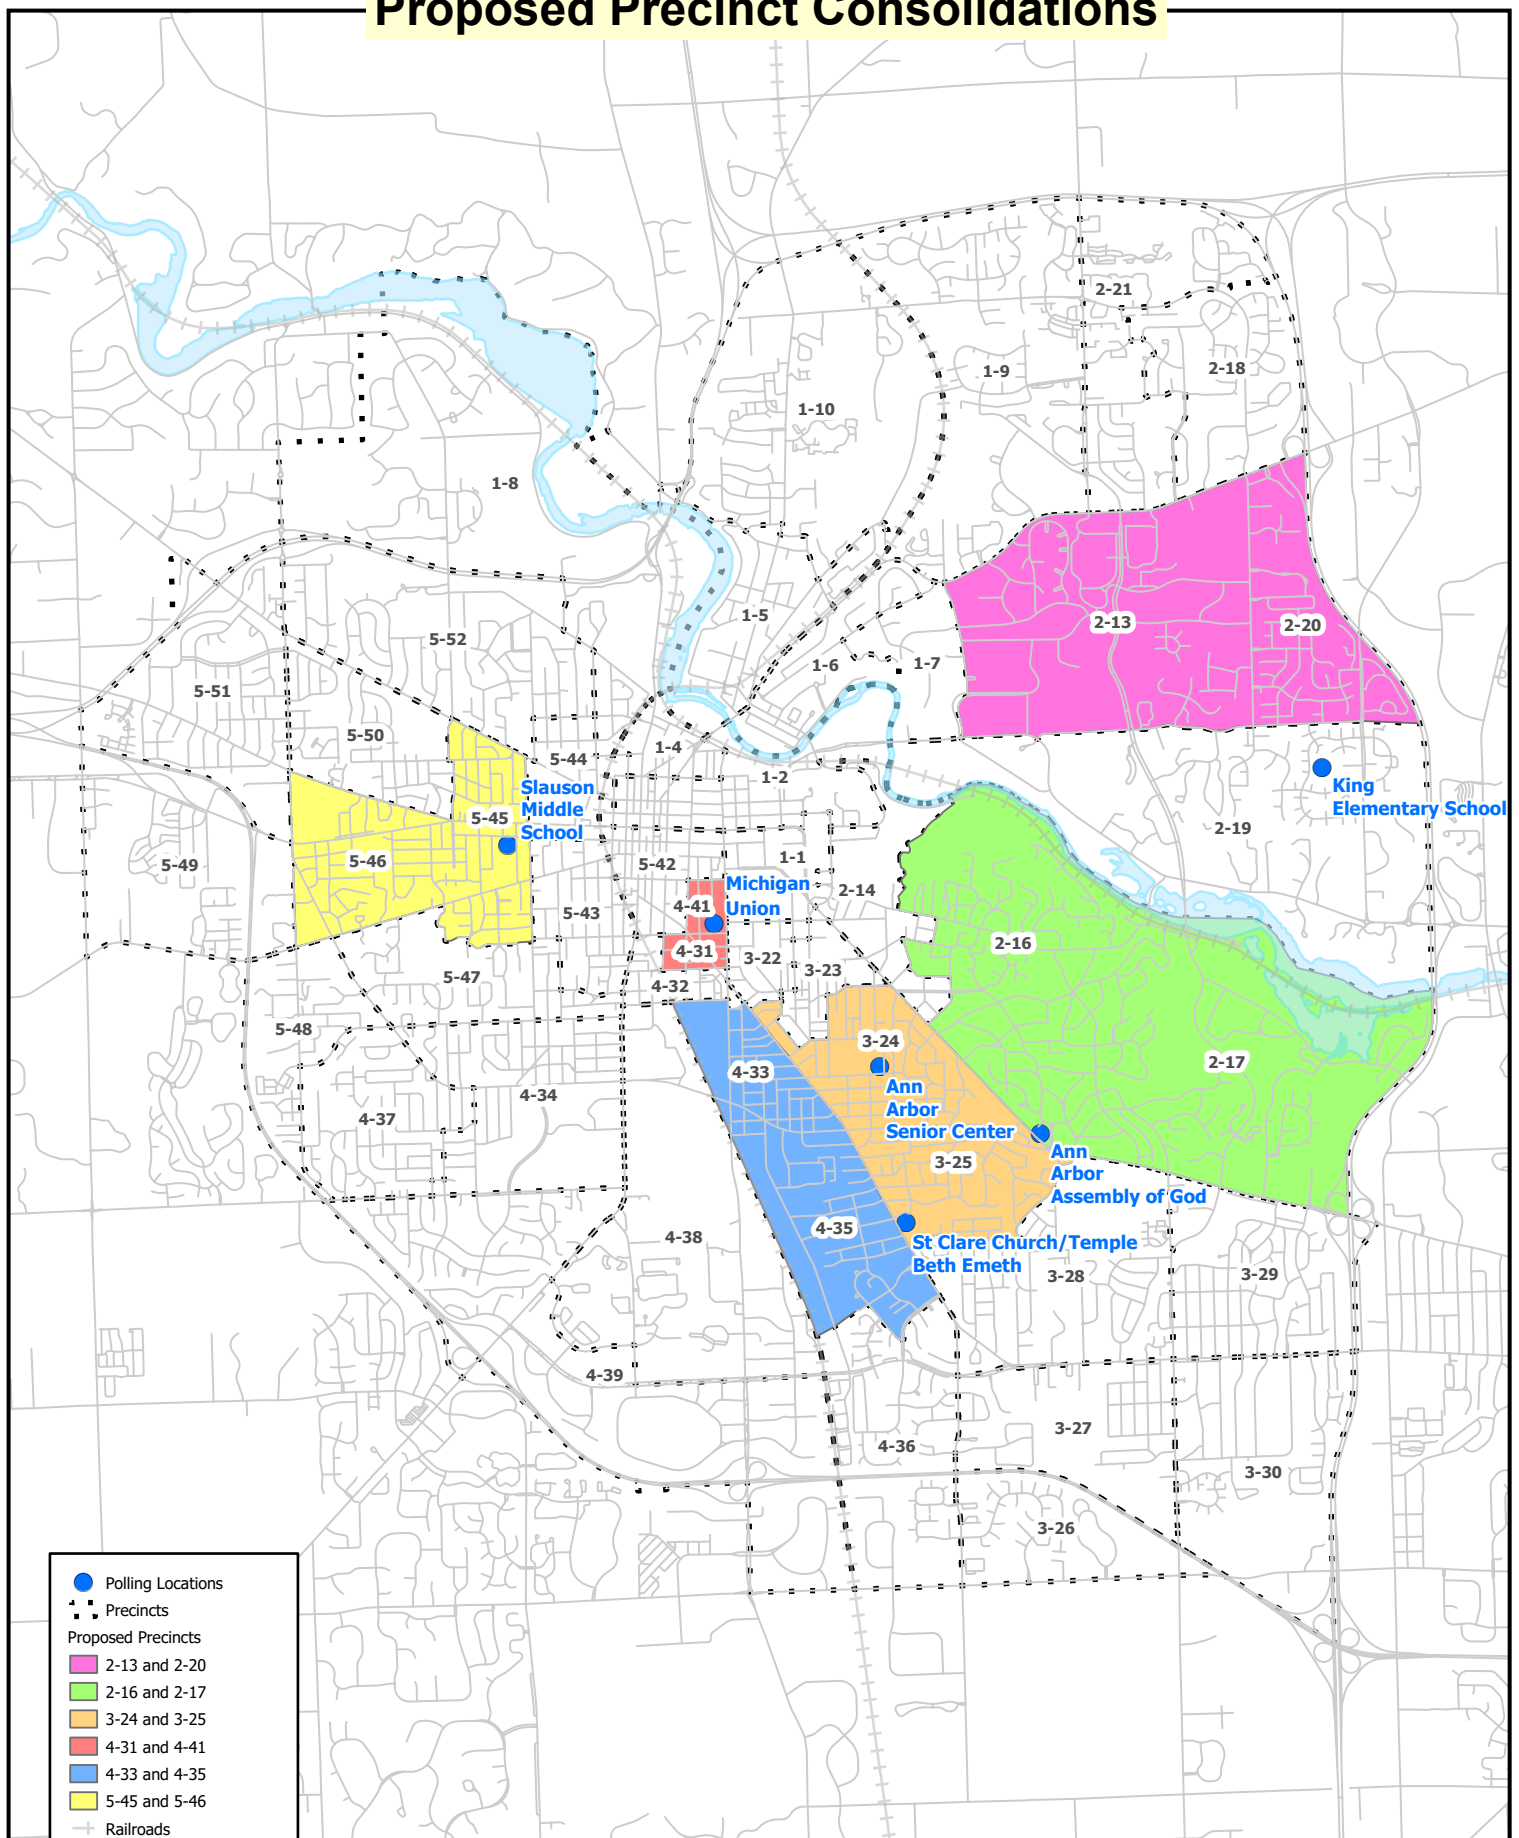 Proposed Precinct Consolidations
2-21
2-18
1-9
1-10
1-8
1-5
2-13
2-20
5-52
1-6
1-7
5-51
5-50
1-4
5-44
1-2
Slauson
Middle
School
King
Elementary School
5-45
2-19
5-46
5-49
5-42
1-1
Michigan
Union
2-14
4-41
5-43
2-16
4-31
3-22
3-23
5-47
4-32
5-48
3-24
2-17
4-33
Ann
Arbor
Senior Center
4-34
4-37
Ann
Arbor
Assembly of God
3-25
4-35
4-38
St Clare Church/Temple
Beth Emeth
3-28
3-29
4-39
3-27
4-36
3-30
3-26
Polling Locations
Precincts
Proposed Precincts
2-13 and 2-20
2-16 and 2-17
3-24 and 3-25
4-31 and 4-41
4-33 and 4-35
5-45 and 5-46
Railroads